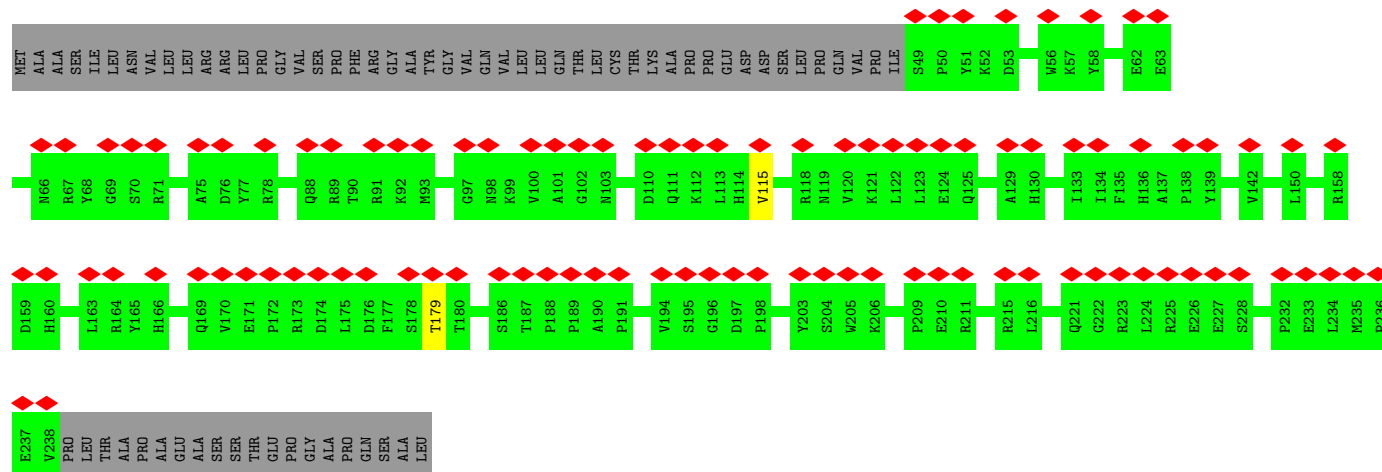 MET ALA ALA SER ILE LEU ASN VAL LEU LEU ARG ARG LEU PRO GLY VAL SER PRO PHE ARG GLY ALA TYR GLY VAL GLN VAL LEU LEU GLN THR LEU CYS THR LYS ALA PRO PRO GLU ASP ASP SER LEU PRO GLN VAL PRO ILE S49 P50 Y51 K52 D53 W56 K57 Y58 E62 E63
N66 R67 Y68 G69 S70 R71 A75 D76 Y77 R78 Q88 R89 T90 R91 K92 M93 G97 N98 K99 V100 A101 G102 N103 D110 Q111 K112 L113 H114 V115 R118 N119 V120 K121 L122 L123 E124 Q125 A129 H130 I133 I134 F135 H136 A137 P138 Y139 V142 L150 R158
D159 H160 L163 R164 Y165 H166 Q169 V170 E171 P172 R173 D174 L175 D176 F177 S178 T179 T180 S186 T187 P188 P189 A190 P191 V194 S195 G196 D197 P198 Y203 S204 W205 K206 P209 E210 R211 R215 L216 Q221 G222 R223 L224 R225 E226 E227 S228 P232 E233 L234 M235 P236
E237 V238 PRO LEU THR ALA PRO ALA GLU ALA SER SER THR GLU PRO GLY ALA PRO GLN SER ALA LEU